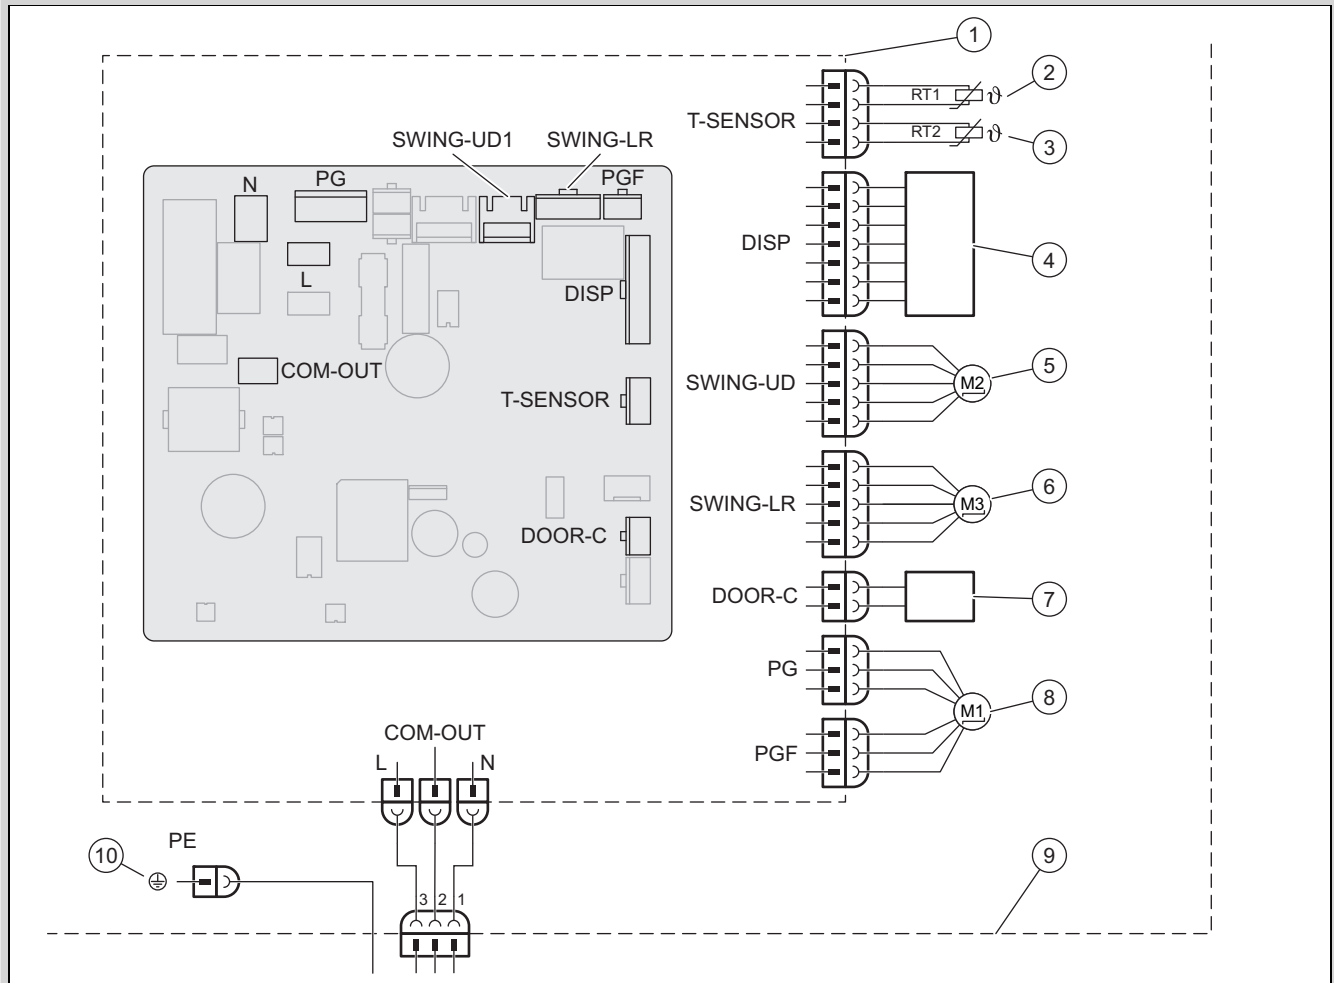 1
2
RT1 ϑ
T-SENSOR
RT2 ϑ
3
SWING-UD1 SWING-LR
N PG PGF
L
DISP
COM-OUT
T-SENSOR
DOOR-C
DISP
4
SWING-UD
M2
5
SWING-LR
M3
6
DOOR-C
7
PG
M1
8
PGF
COM-OUT
L N
PE
10
3 2 1
9